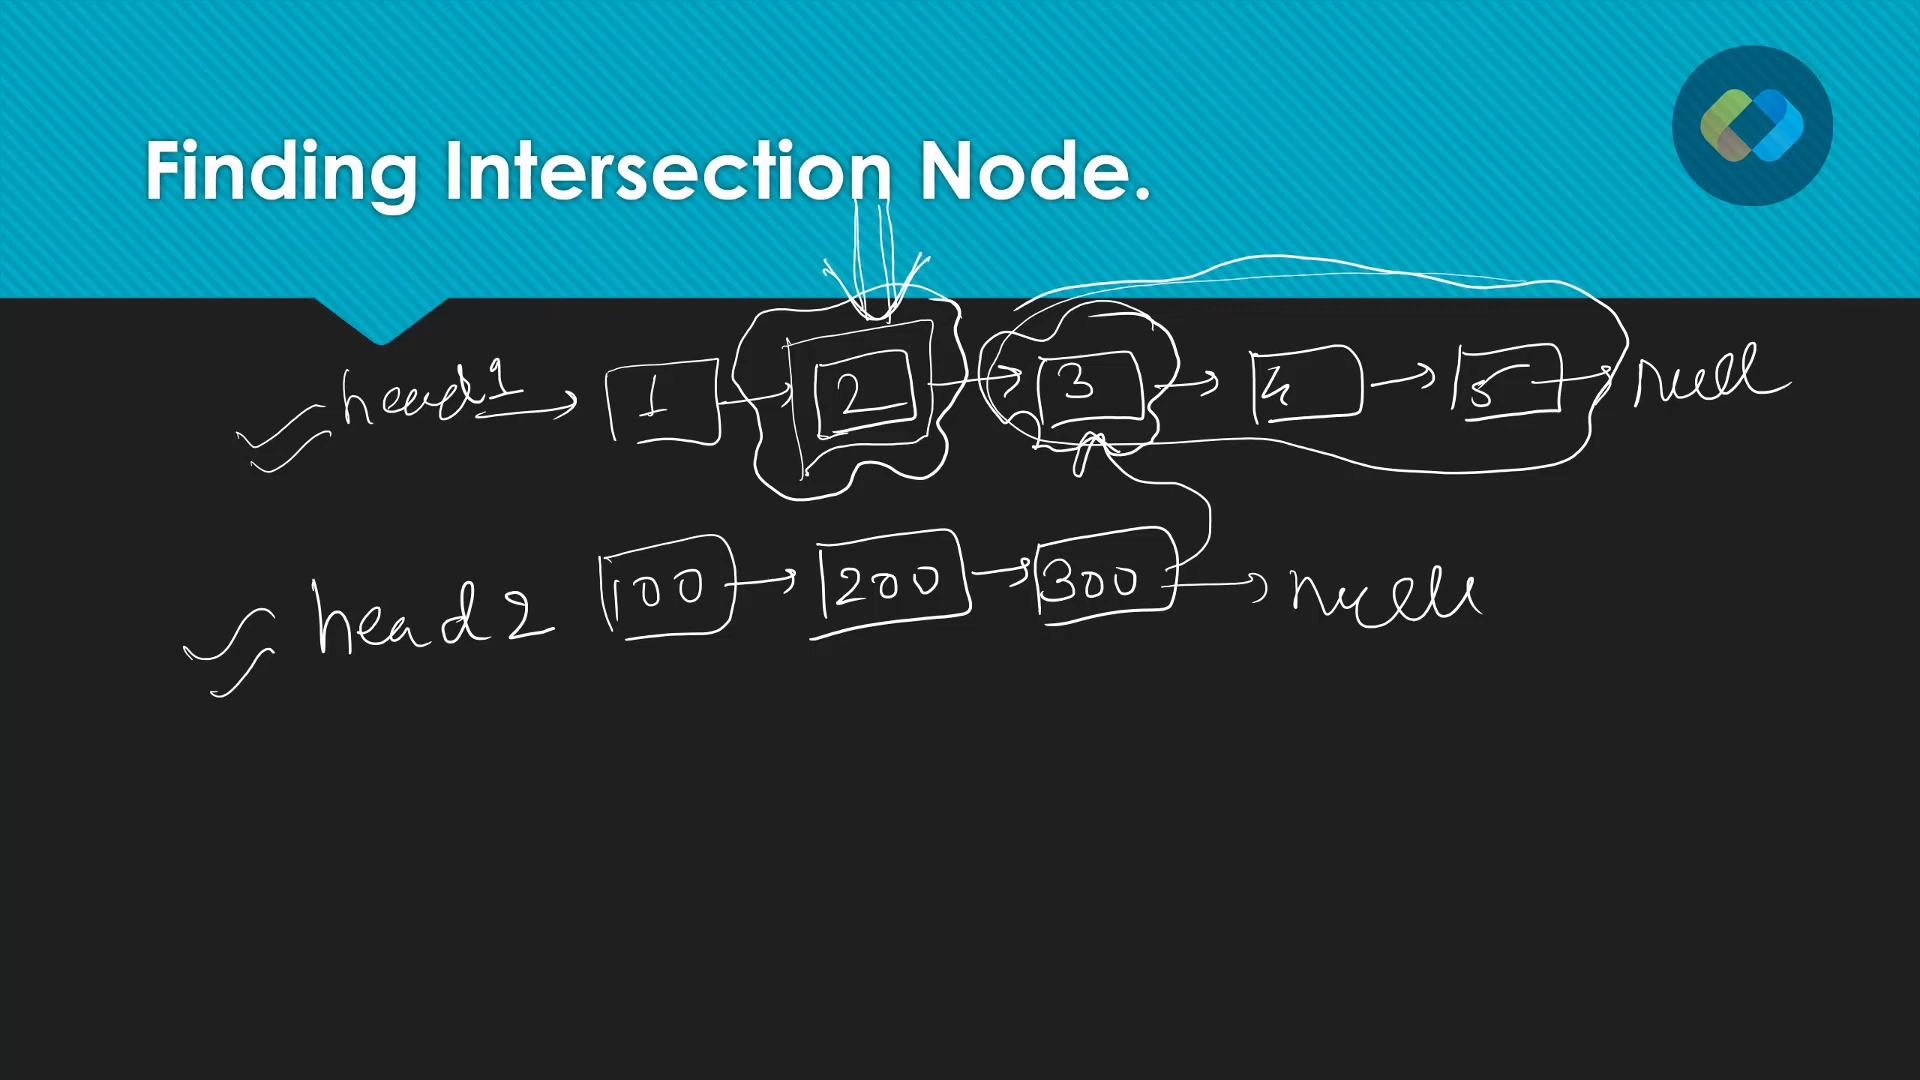 Finding Intersection Node.
head1 → 1 → 2 → 3 → 4 → 5 → null
head2 100 → 200 → 300 → null